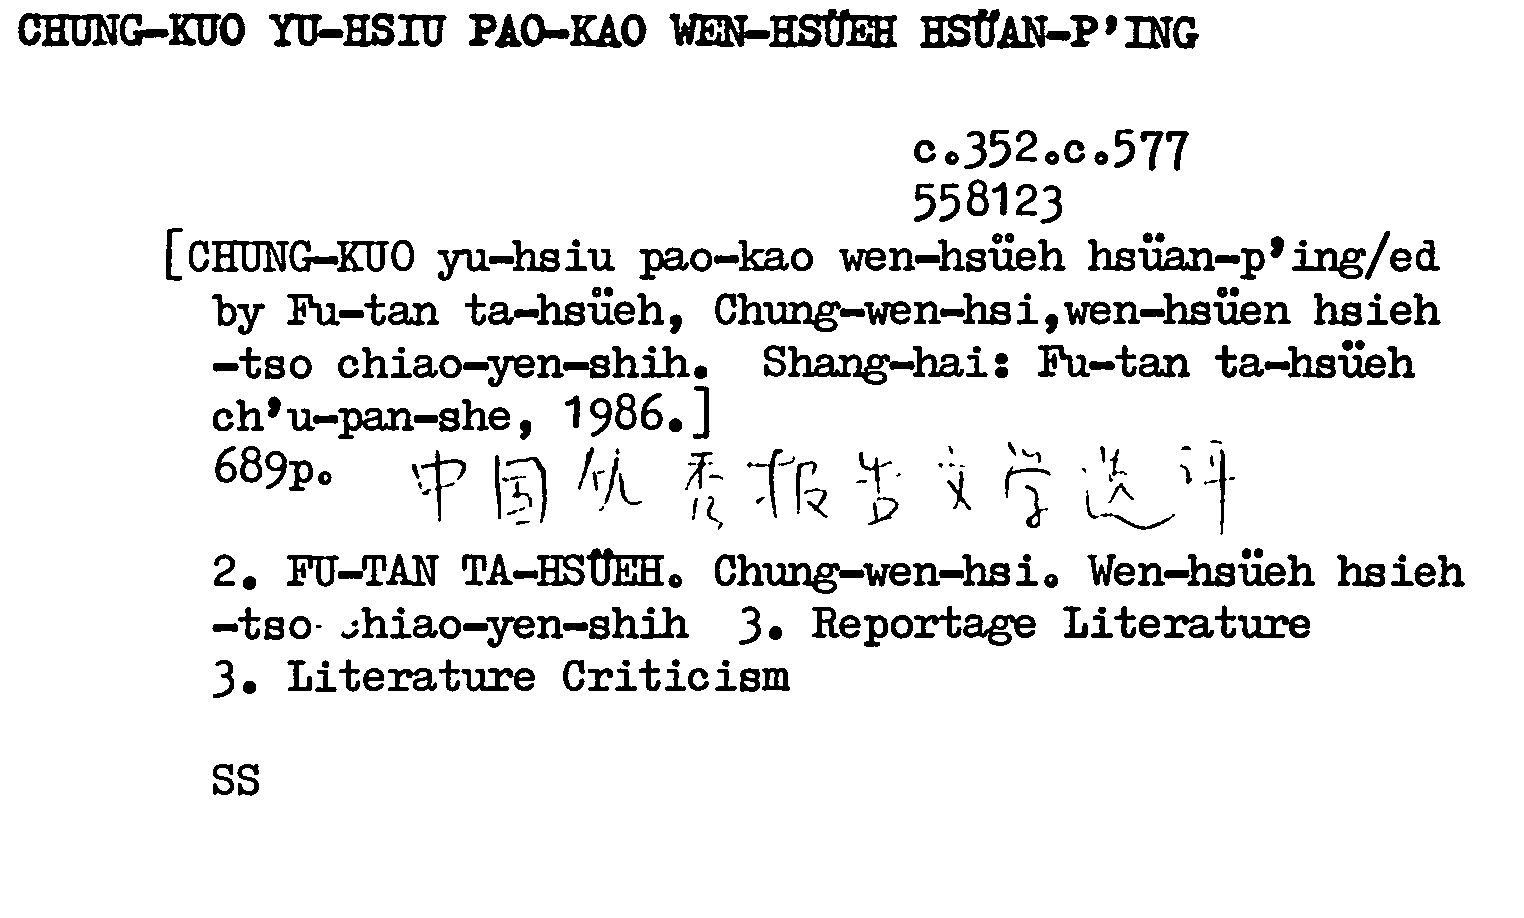 CHUNG-KUO YU-HSIU PAO-KAO WEN-HSÜEH HSÜAN-P'ING
c.352.c.577
558123
[CHUNG-KUO yu-hsiu pao-kao wen-hsüeh hsüan-p'ing/ed
by Fu-tan ta-hsüeh, Chung-wen-hsi,wen-hsüen hsieh
-tso chiao-yen-shih. Shang-hai: Fu-tan ta-hsüeh
ch'u-pan-she, 1986.]
689p. 中国优秀报告文学选评
2. FU-TAN TA-HSÜEH. Chung-wen-hsi. Wen-hsüeh hsieh
-tso chiao-yen-shih 3. Reportage Literature
3. Literature Criticism
SS